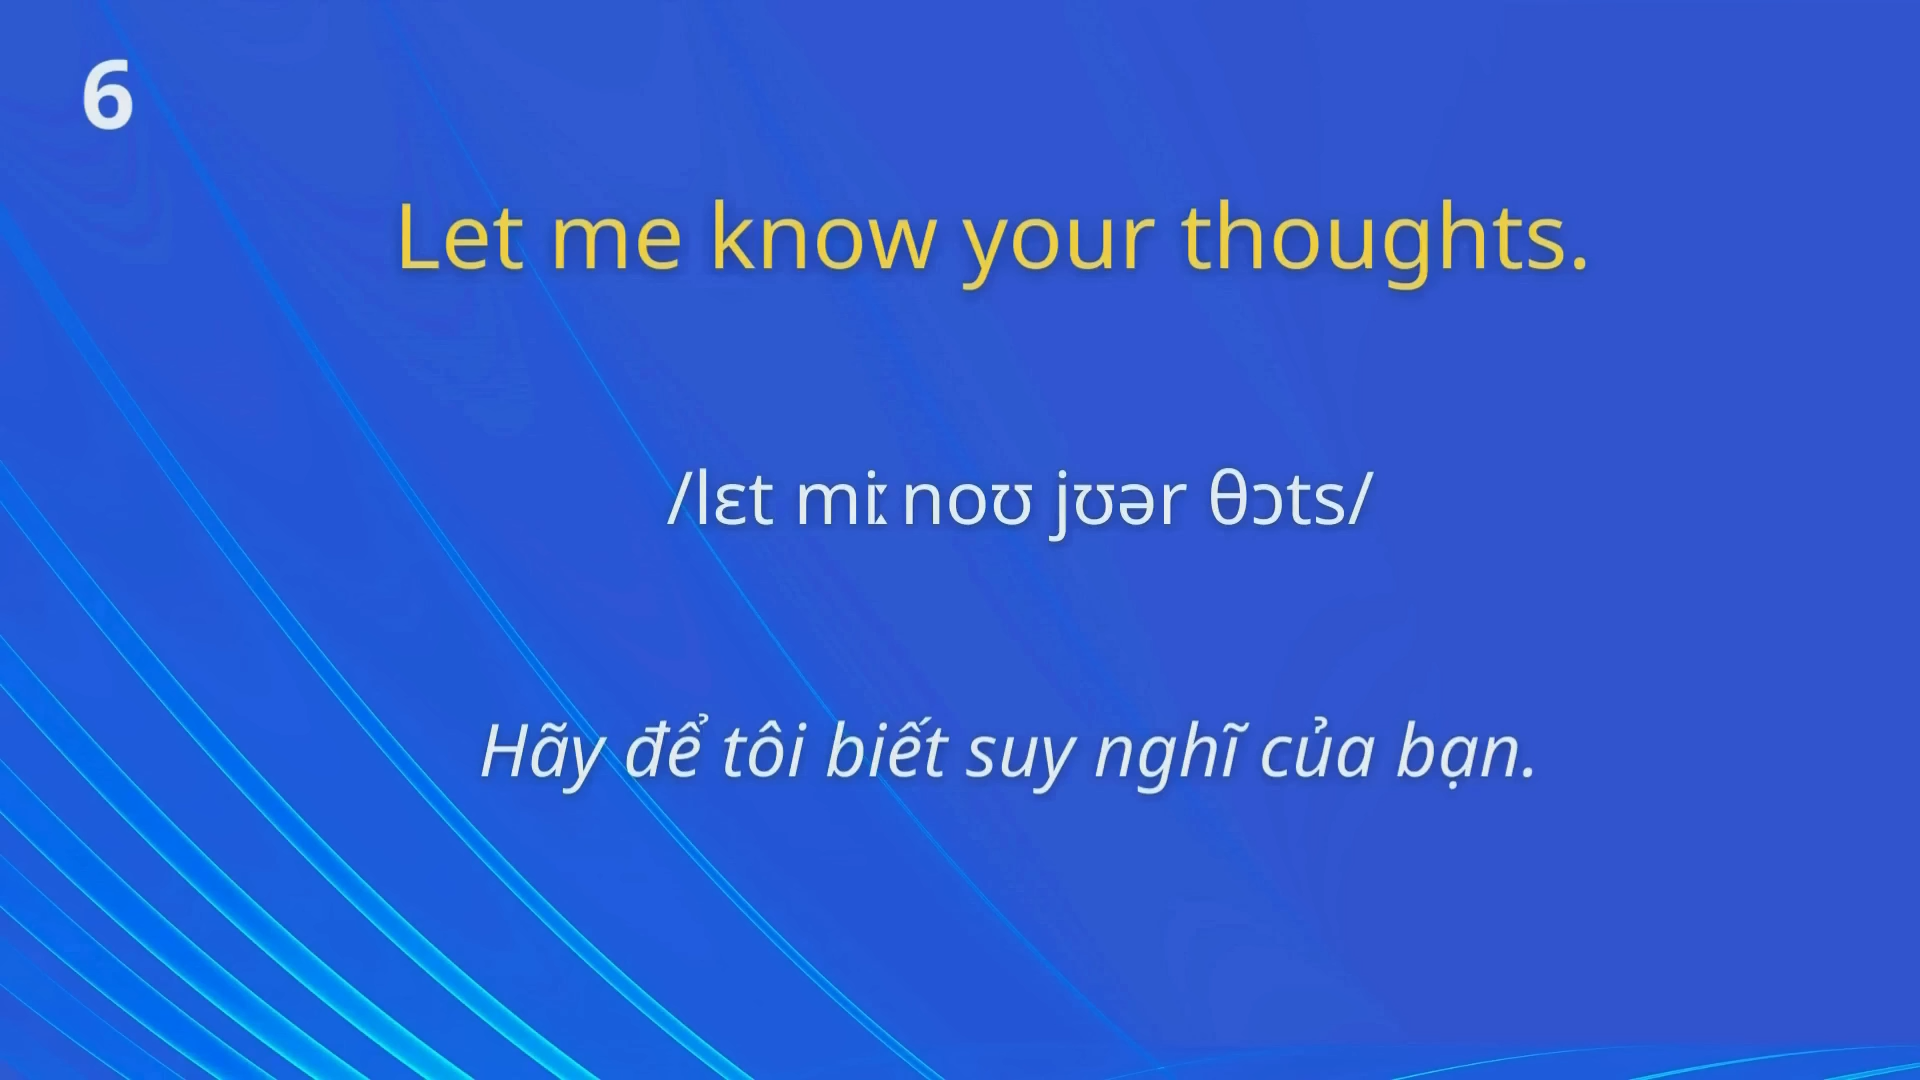 6
Let me know your thoughts.
/lɛt miː noʊ jʊər θɔts/
Hãy để tôi biết suy nghĩ của bạn.